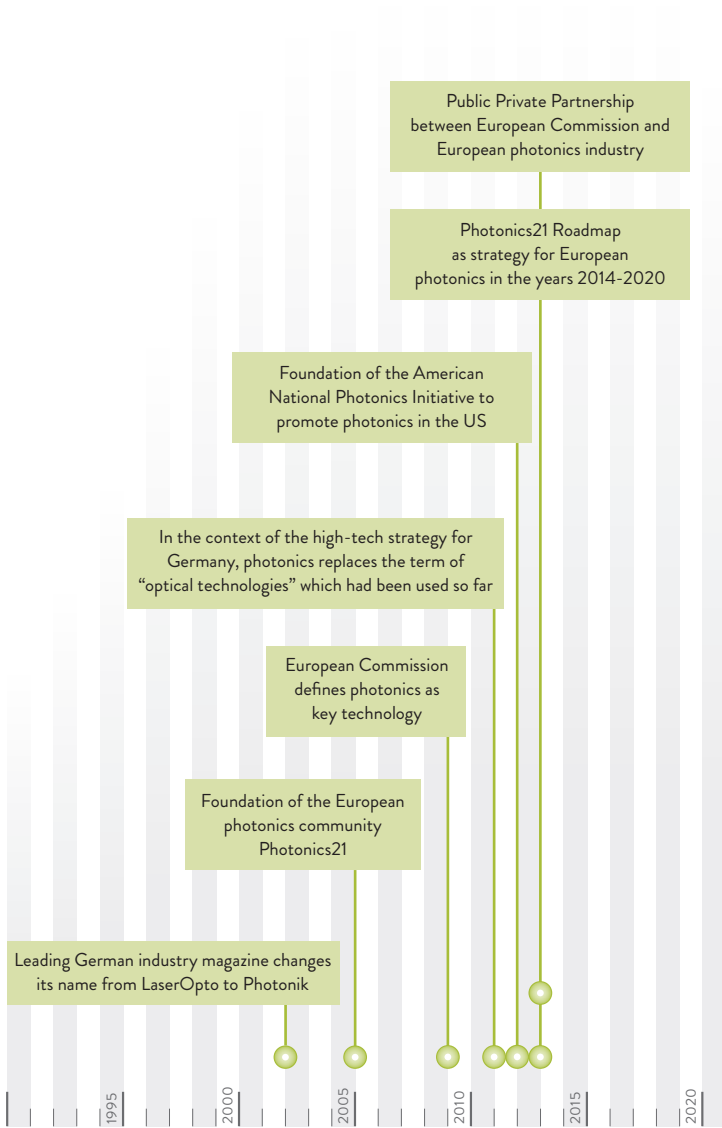 Public Private Partnership
between European Commission and
European photonics industry
Photonics21 Roadmap
as strategy for European
photonics in the years 2014-2020
Foundation of the American
National Photonics Initiative to
promote photonics in the US
In the context of the high-tech strategy for
Germany, photonics replaces the term of
“optical technologies” which had been used so far
European Commission
defines photonics as
key technology
Foundation of the European
photonics community
Photonics21
Leading German industry magazine changes
its name from LaserOpto to Photonik
1995
2000
2005
2010
2015
2020